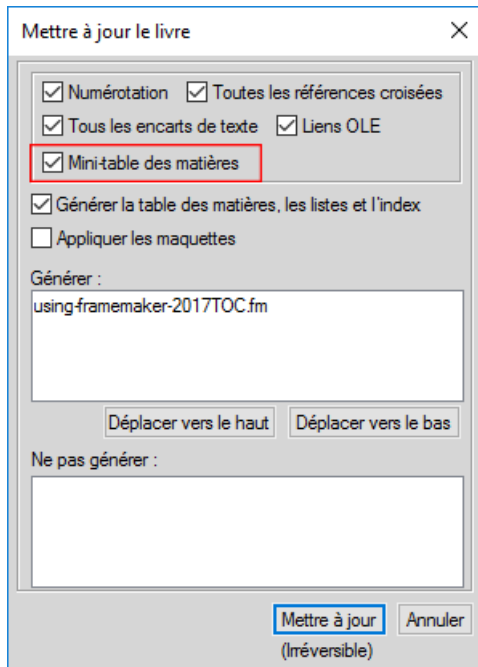 Mettre à jour le livre
Numérotation Toutes les références croisées
Tous les encarts de texte Liens OLE
Mini-table des matières
Générer la table des matières, les listes et l'index
Appliquer les maquettes
Générer :
using-framemaker-2017TOC.fm
Déplacer vers le haut Déplacer vers le bas
Ne pas générer :
Mettre à jour Annuler
(Irréversible)